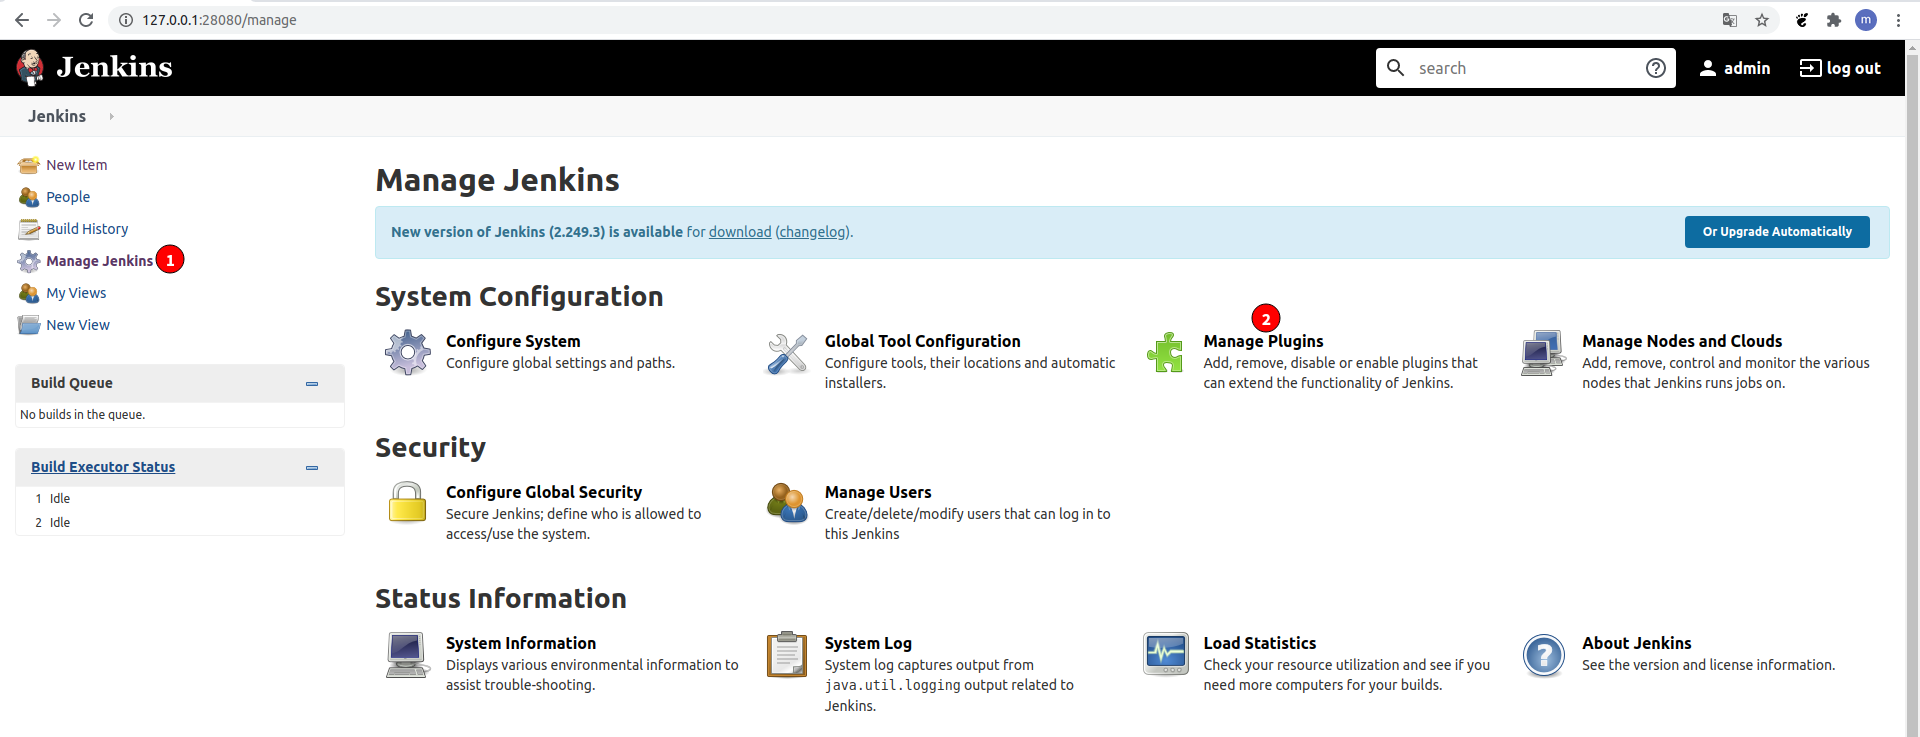 127.0.0.1:28080/manage
m
Jenkins
search
admin
log out
Jenkins
New Item
People
Build History
Manage Jenkins 1
My Views
New View
Build Queue
No builds in the queue.
Build Executor Status
1 Idle
2 Idle
Manage Jenkins
New version of Jenkins (2.249.3) is available for download (changelog).
Or Upgrade Automatically
System Configuration
Configure System
Configure global settings and paths.
Global Tool Configuration
Configure tools, their locations and automatic
installers.
2
Manage Plugins
Add, remove, disable or enable plugins that
can extend the functionality of Jenkins.
Manage Nodes and Clouds
Add, remove, control and monitor the various
nodes that Jenkins runs jobs on.
Security
Configure Global Security
Secure Jenkins; define who is allowed to
access/use the system.
Manage Users
Create/delete/modify users that can log in to
this Jenkins
Status Information
System Information
Displays various environmental information to
assist trouble-shooting.
System Log
System log captures output from
java.util.logging output related to
Jenkins.
Load Statistics
Check your resource utilization and see if you
need more computers for your builds.
About Jenkins
See the version and license information.